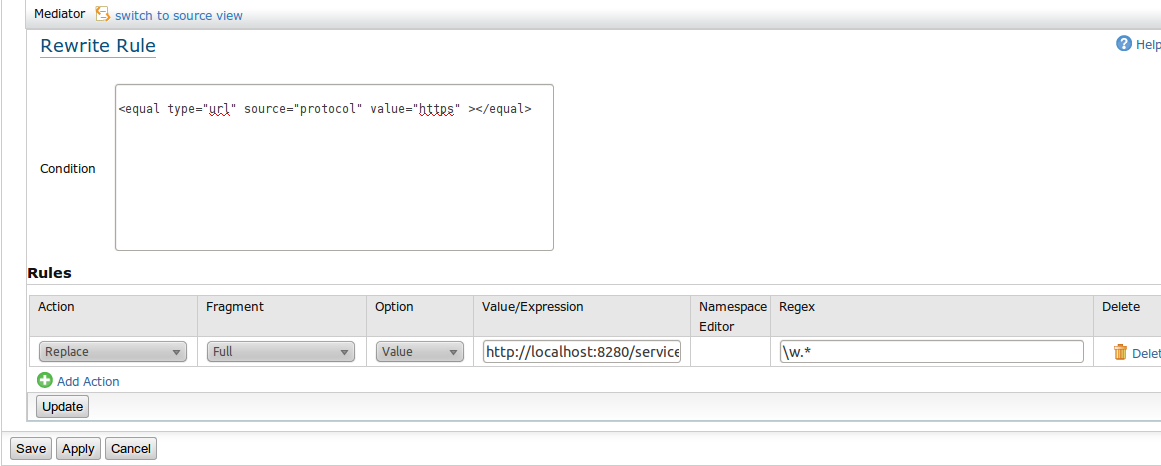 Mediator switch to source view
Rewrite Rule
Help
<equal type="url" source="protocol" value="https" ></equal>
Condition
Rules
Action Fragment Option Value/Expression Namespace Editor Regex Delete
Replace Full Value http://localhost:8280/service \w.* Delet
Add Action
Update
Save Apply Cancel